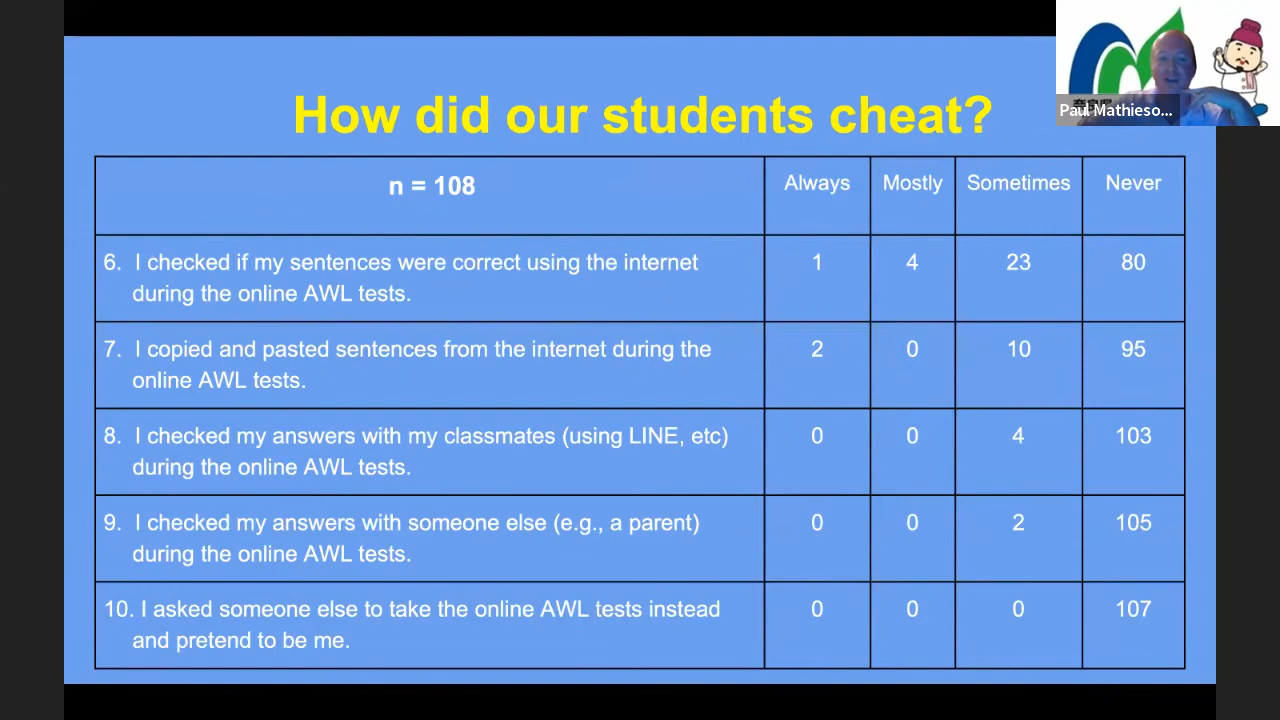 How did our students cheat?
Paul Mathieso...
n = 108 Always Mostly Sometimes Never
6. I checked if my sentences were correct using the internet 1 4 23 80
during the online AWL tests.
7. I copied and pasted sentences from the internet during the 2 0 10 95
online AWL tests.
8. I checked my answers with my classmates (using LINE, etc) 0 0 4 103
during the online AWL tests.
9. I checked my answers with someone else (e.g., a parent) 0 0 2 105
during the online AWL tests.
10. I asked someone else to take the online AWL tests instead 0 0 0 107
and pretend to be me.